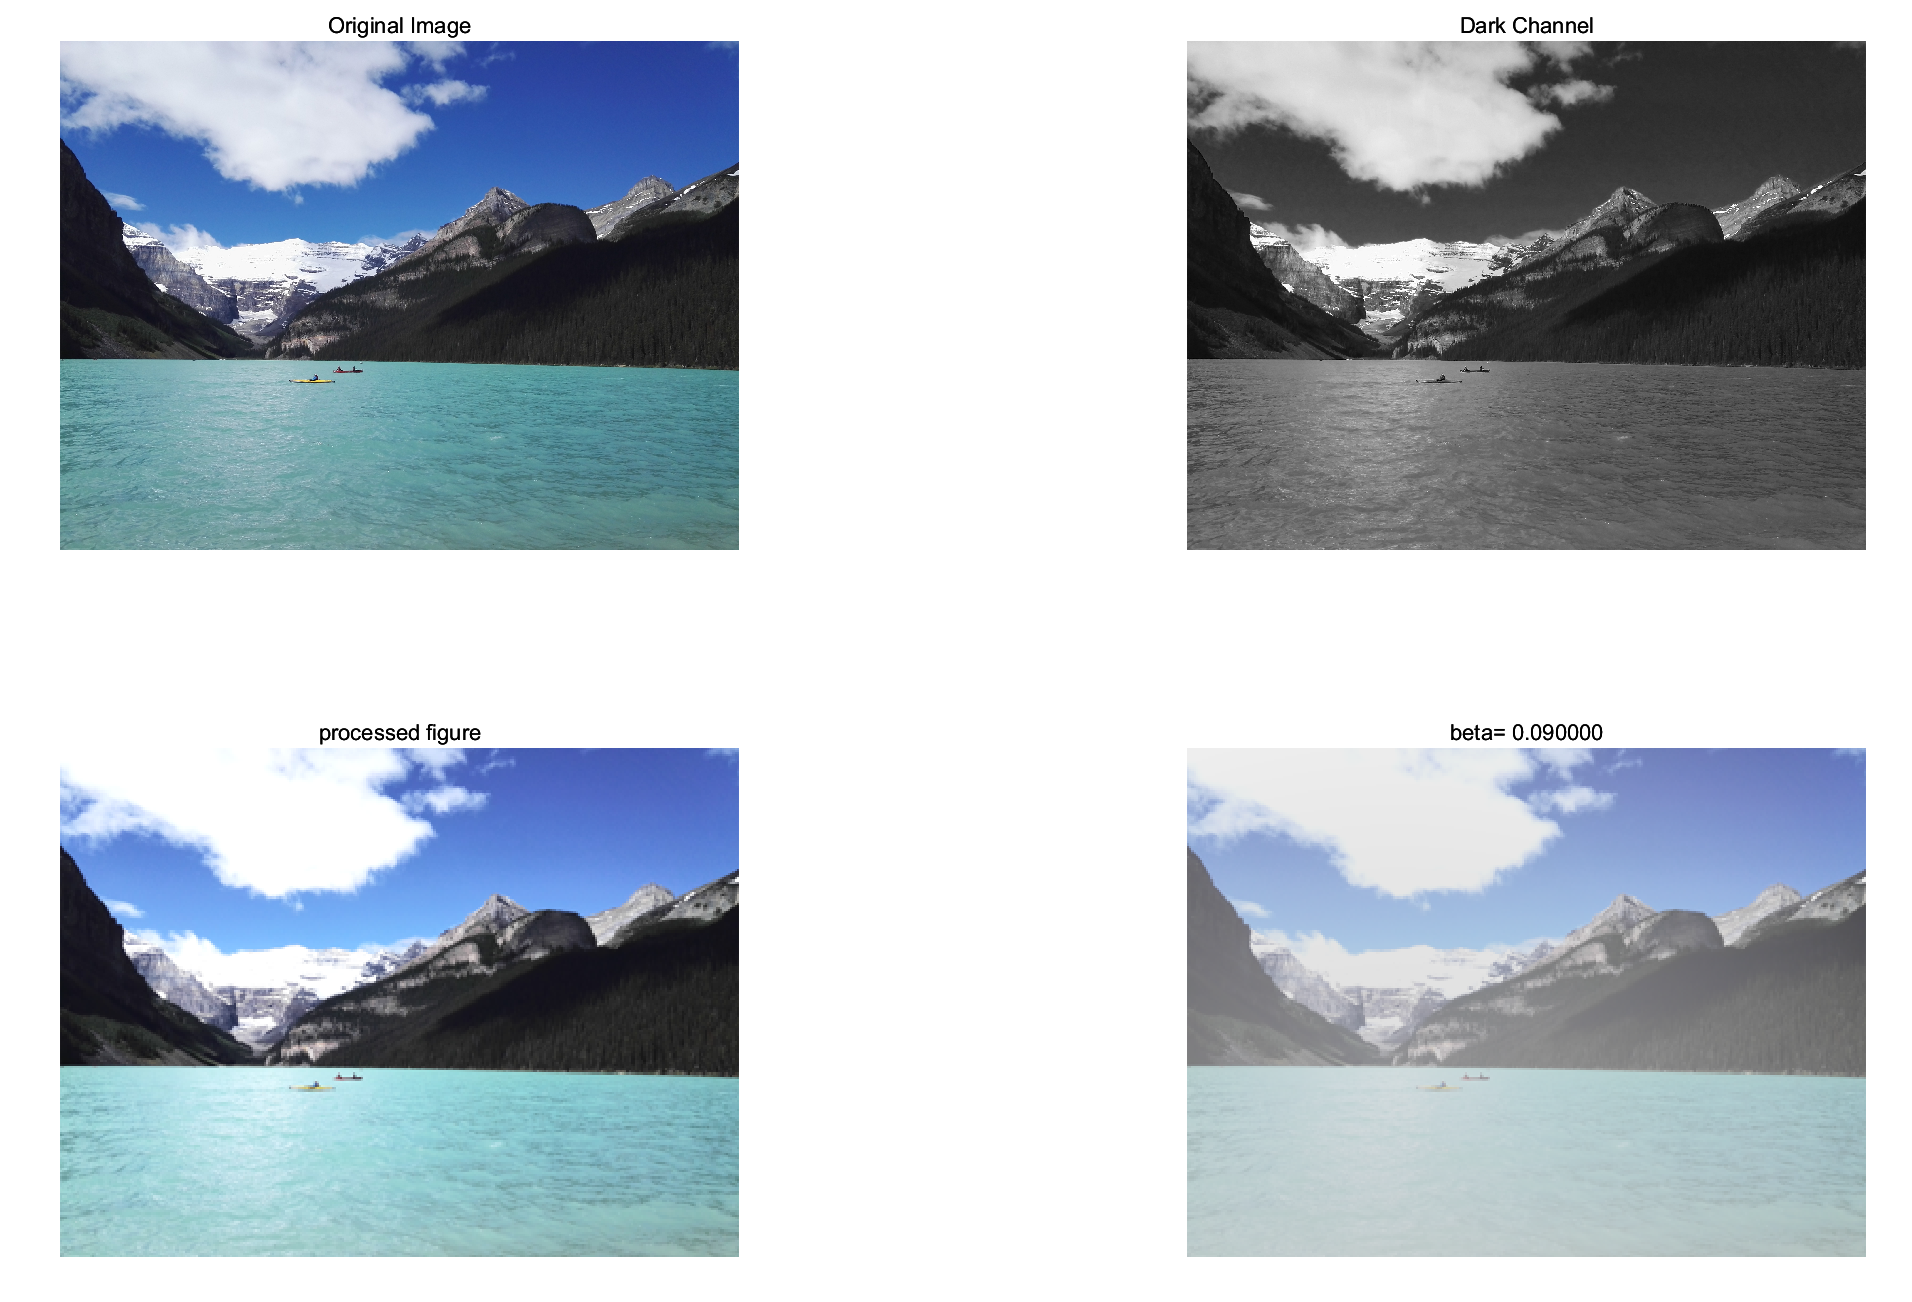 Original Image
Dark Channel
processed figure
beta= 0.090000